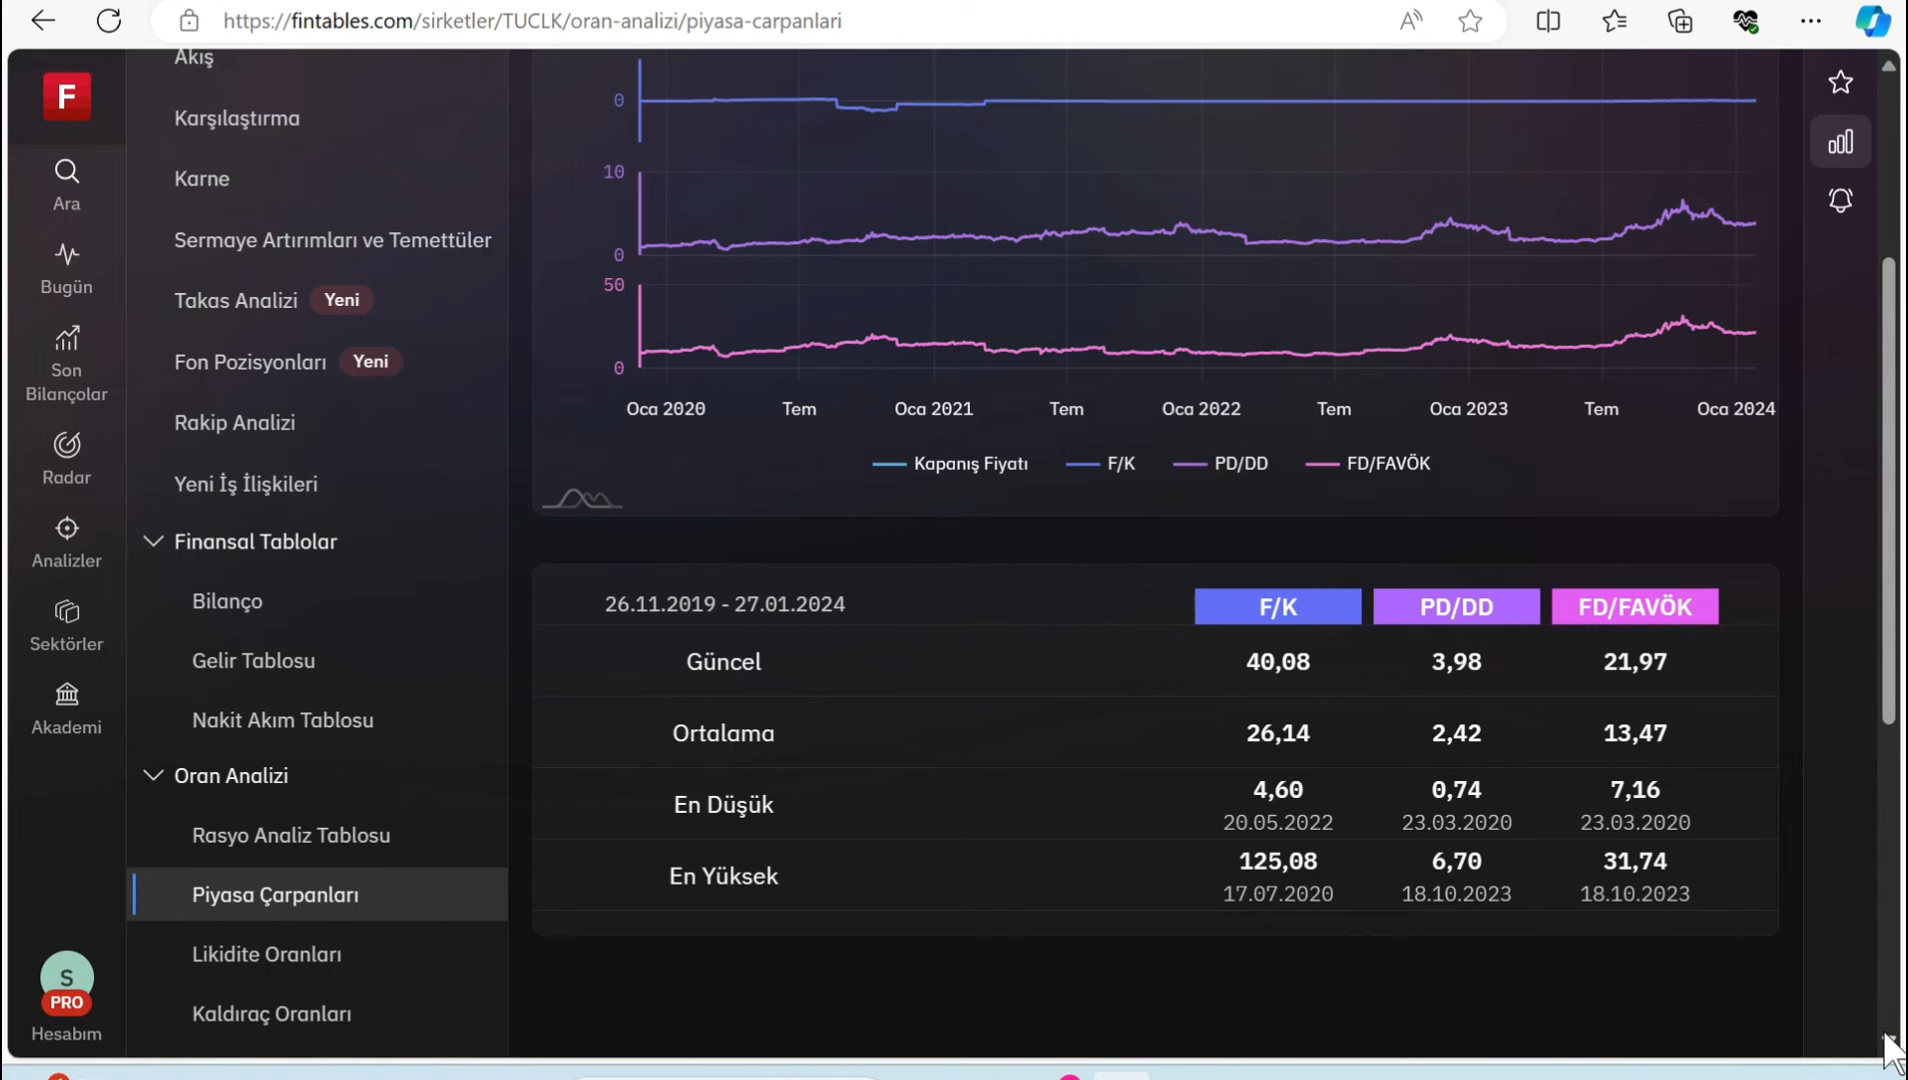 https://fintables.com/sirketler/TUCLK/oran-analizi/piyasa-carpanlari
F
Ara
Bugün
Son
Bilançolar
Radar
Analizler
Sektörler
Akademi
S
PRO
Hesabım
Akış
Karşılaştırma
Karne
Sermaye Artırımları ve Temettüler
Takas Analizi Yeni
Fon Pozisyonları Yeni
Rakip Analizi
Yeni İş İlişkileri
Finansal Tablolar
Bilanço
Gelir Tablosu
Nakit Akım Tablosu
Oran Analizi
Rasyo Analiz Tablosu
Piyasa Çarpanları
Likidite Oranları
Kaldıraç Oranları
0
10
0
50
0
Oca 2020 Tem Oca 2021 Tem Oca 2022 Tem Oca 2023 Tem Oca 2024
Kapanış Fiyatı F/K PD/DD FD/FAVÖK
26.11.2019 - 27.01.2024 F/K PD/DD FD/FAVÖK
Güncel 40,08 3,98 21,97
Ortalama 26,14 2,42 13,47
En Düşük 4,60 0,74 7,16
20.05.2022 23.03.2020 23.03.2020
En Yüksek 125,08 6,70 31,74
17.07.2020 18.10.2023 18.10.2023